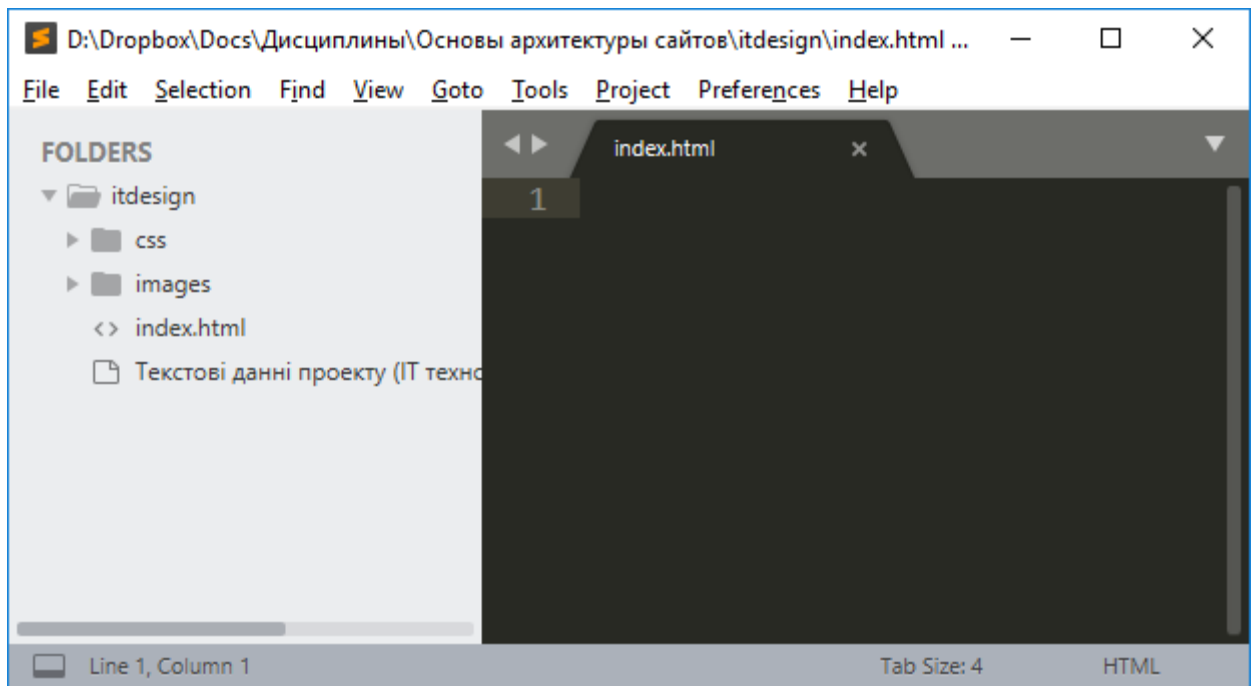 D:\Dropbox\Docs\Дисциплины\Основы архитектуры сайтов\itdesign\index.html ...
File Edit Selection Find View Goto Tools Project Preferences Help
FOLDERS
itdesign
css
images
index.html
Текстові данні проекту (IT техно
index.html
1
Line 1, Column 1
Tab Size: 4
HTML